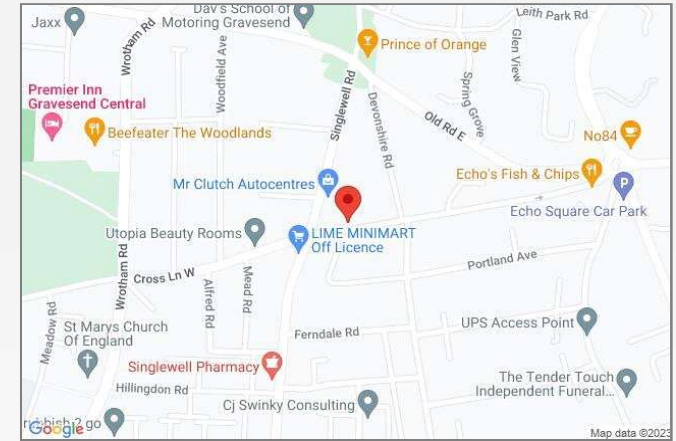 Dav's School of
Motoring Gravesend
Leith Park Rd
Jaxx
Wrotham Rd
Woodfield Ave
Prince of Orange
Glen View
Singlewell Rd
Spring Grove
Devonshire Rd
Old Rd E
Premier Inn
Gravesend Central
Beefeater The Woodlands
No84
Echo's Fish & Chips
Mr Clutch Autocentres
Echo Square Car Park
Utopia Beauty Rooms
LIME MINIMART
Off Licence
Wrotham Rd
Portland Ave
Cross Ln W
Alfred Rd
Mead Rd
Meadow Rd
St Marys Church
Of England
Ferndale Rd
UPS Access Point
Singlewell Pharmacy
Hillingdon Rd
The Tender Touch
Independent Funeral...
Cj Swinky Consulting
2 go
Google
Map data ©2023